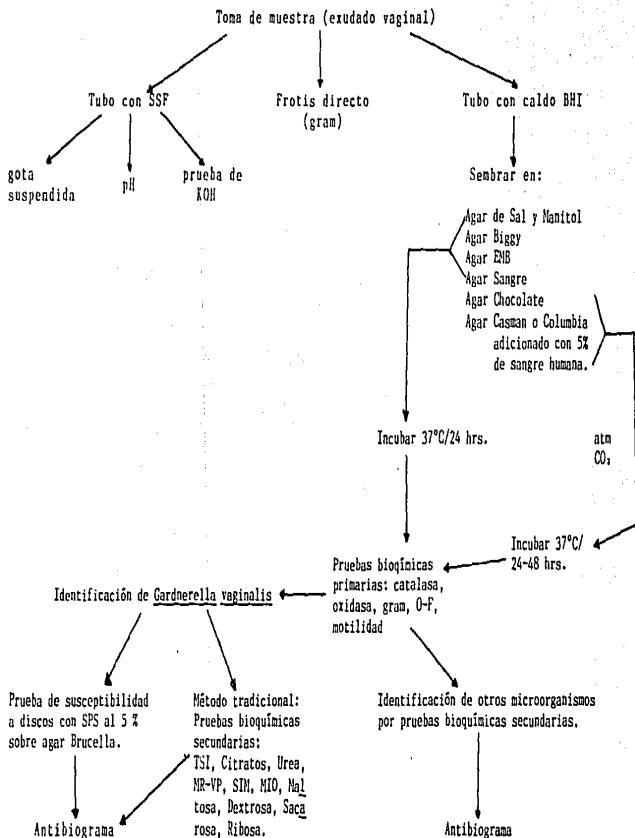 Toma de muestra (exudado vaginal)
Tubo con SSF
Frotis directo
(gram)
Tubo con caldo BHI
gota
suspendida
pH
prueba de
KOH
Sembrar en:
Agar de Sal y Manitol
Agar Biggy
Agar EMB
Agar Sangre
Agar Chocolate
Agar Casman o Columbia
adicionado con 5%
de sangre humana.
Incubar 37°C/24 hrs.
atm
CO₂
Incubar 37°C/
24-48 hrs.
Pruebas bioqímicas
primarias: catalasa,
oxidasa, gram, O-F,
motilidad
Identificación de Gardnerella vaginalis
Prueba de susceptibilidad
a discos con SPS al 5 %
sobre agar Brucella.
Método tradicional:
Pruebas bioquímicas
secundarias:
TSI, Citratos, Urea,
MR-VP, SIM, MIO, Mal
tosa, Dextrosa, Saca
rosa, Ribosa.
Identificación de otros microorganismos
por pruebas bioquímicas secundarias.
Antibiograma
Antibiograma